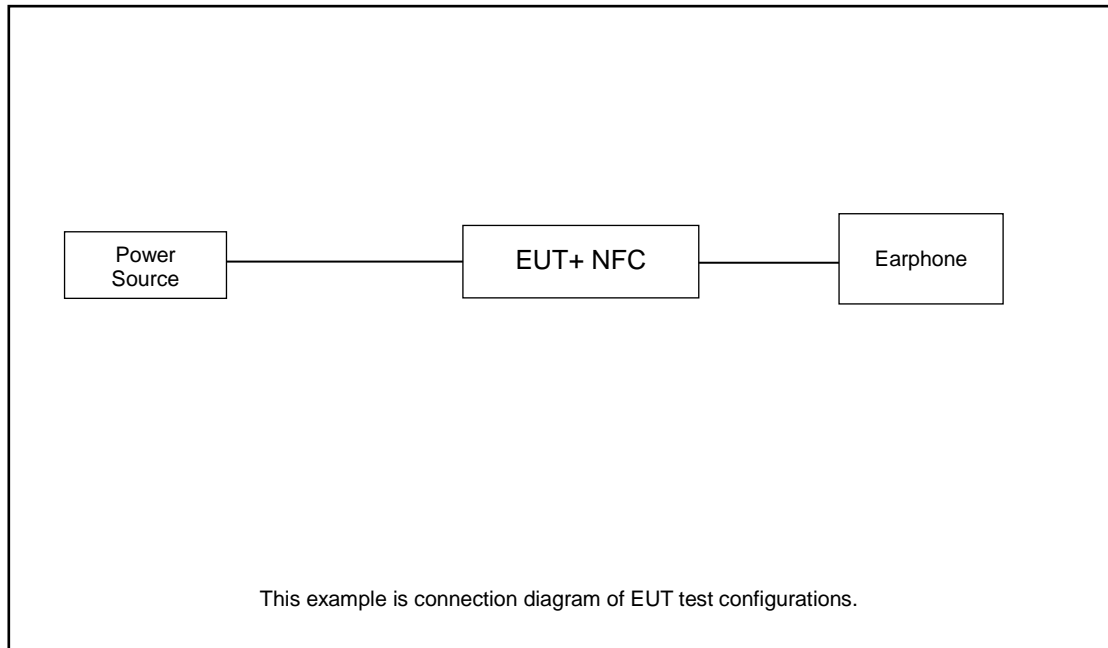 Power
Source
EUT+ NFC
Earphone
This example is connection diagram of EUT test configurations.